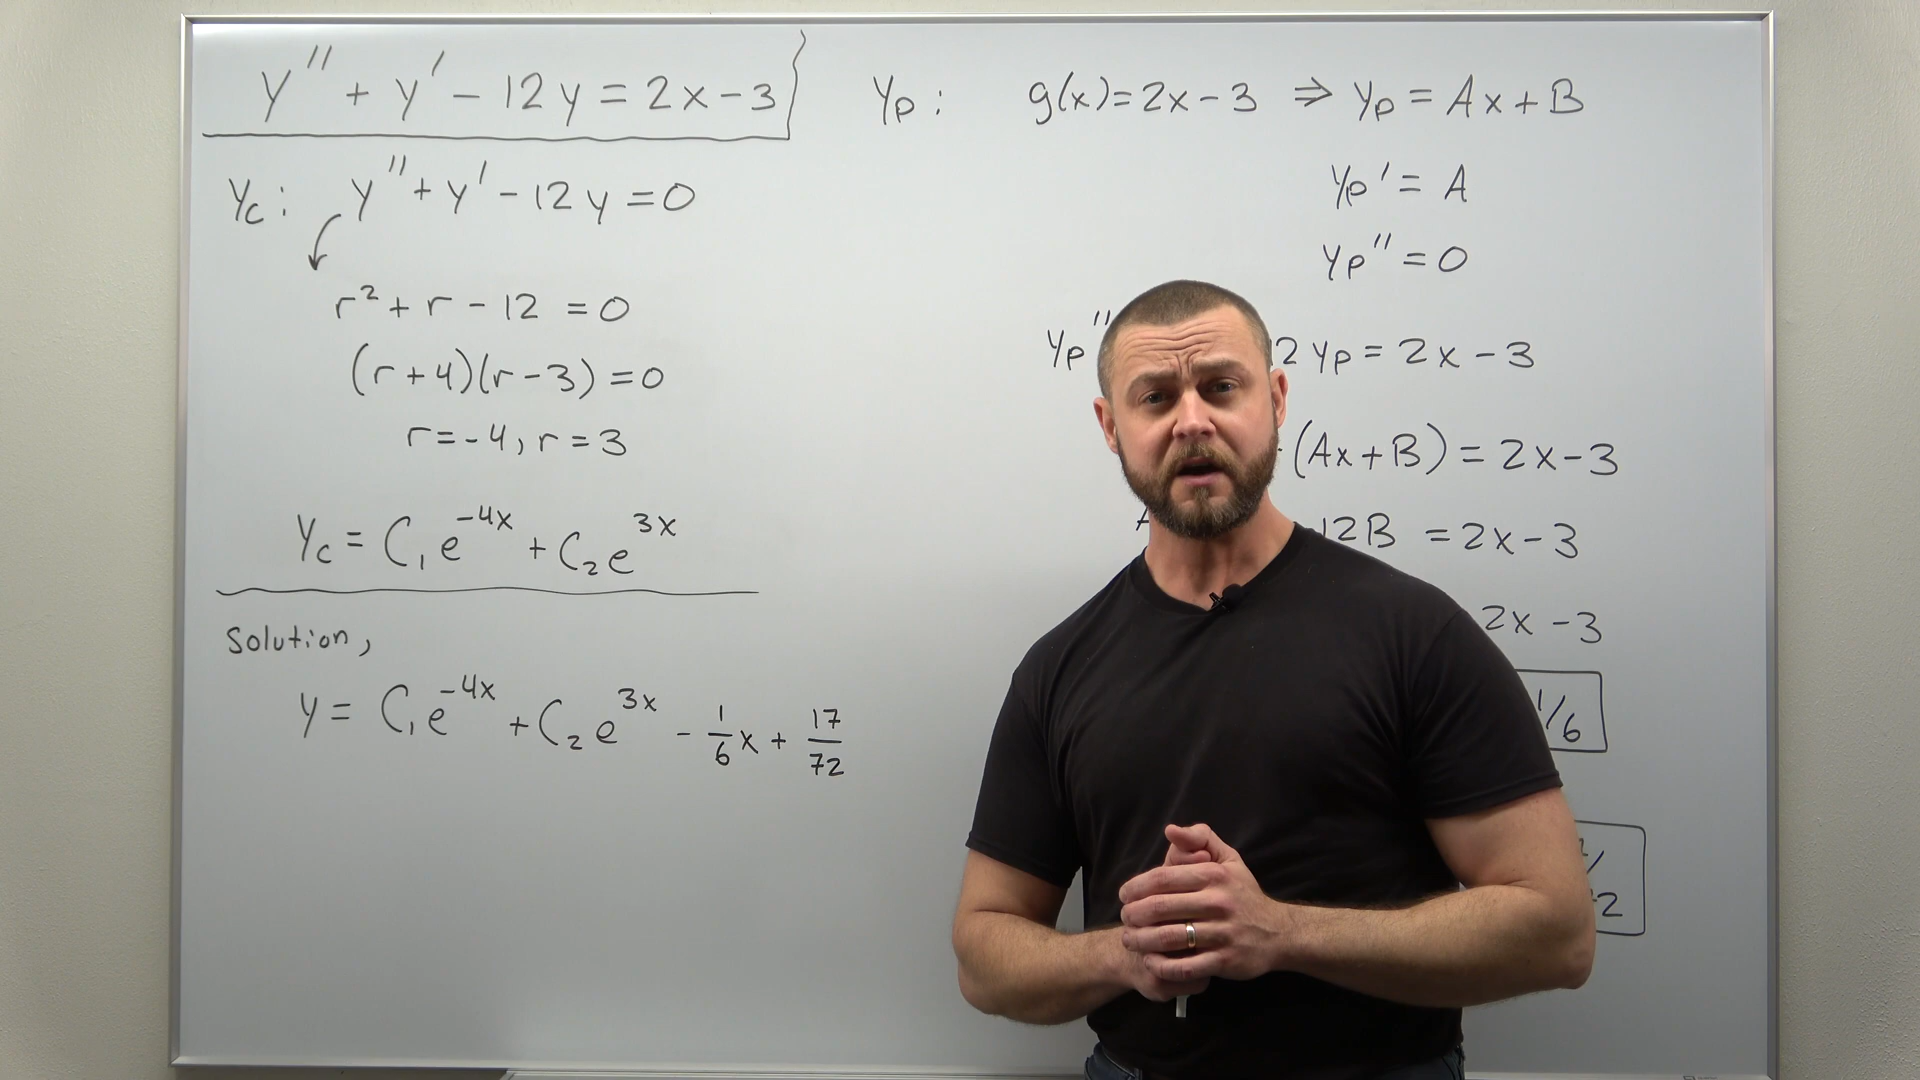 y'' + y' - 12y = 2x - 3
Yc: y'' + y' - 12y = 0
r² + r - 12 = 0
(r + 4)(r - 3) = 0
r = -4, r = 3
Yc = C₁e^{-4x} + C₂e^{3x}
Solution,
y = C₁e^{-4x} + C₂e^{3x} - 1/6 x + 17/72
Yp: g(x) = 2x - 3 ⇒ Yp = Ax + B
Yp' = A
Yp'' = 0
Yp'' 2Yp = 2x - 3
(Ax + B) = 2x - 3
12B = 2x - 3
2x - 3
1/6